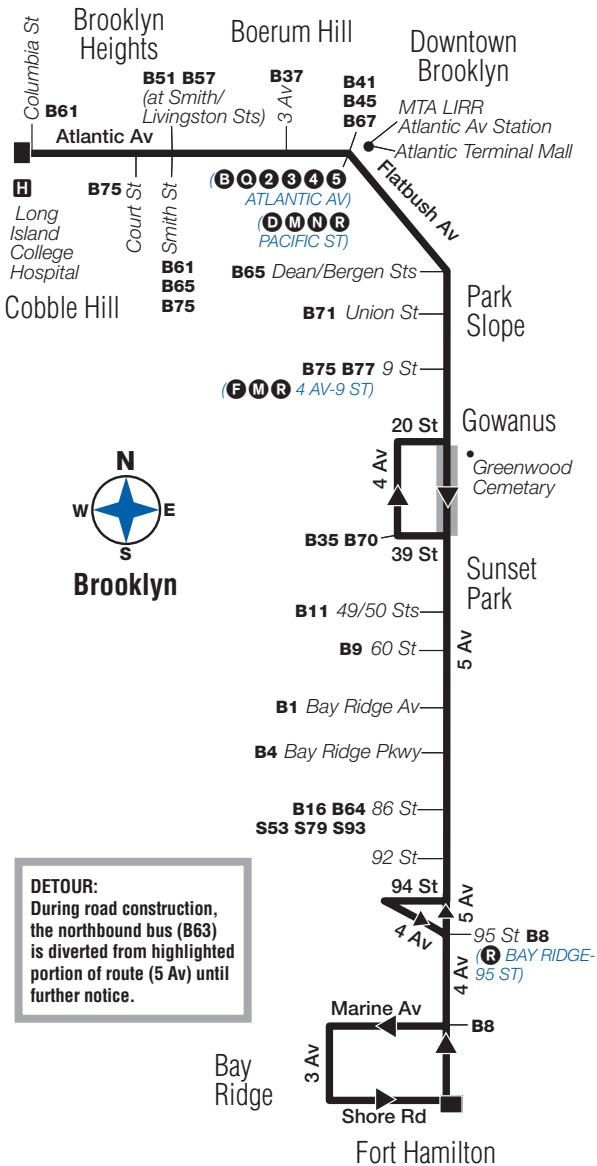 Brooklyn
Heights
Boerum Hill
Downtown
Brooklyn
Columbia St
B61
B51 B57
(at Smith/
Livingston Sts)
B37
3 Av
B41
B45
B67
MTA LIRR
Atlantic Av Station
Atlantic Terminal Mall
Atlantic Av
Flatbush Av
H
Long
Island
College
Hospital
Cobble Hill
B75
Court St
Smith St
B61
B65
B75
(B Q 2 3 4 5
ATLANTIC AV)
(D M N R
PACIFIC ST)
B65 Dean/Bergen Sts
Park
Slope
B71 Union St
B75 B77 9 St
(F M R 4 AV-9 ST)
20 St
Gowanus
4 Av
Greenwood
Cemetary
N
W
E
S
Brooklyn
B35 B70
39 St
Sunset
Park
B11 49/50 Sts
B9 60 St
5 Av
B1 Bay Ridge Av
B4 Bay Ridge Pkwy
B16 B64 86 St
S53 S79 S93
92 St
94 St
5 Av
4 Av
95 St B8
(R BAY RIDGE-
95 ST)
4 Av
DETOUR:
During road construction,
the northbound bus (B63)
is diverted from highlighted
portion of route (5 Av) until
further notice.
Marine Av
B8
3 Av
Bay
Ridge
Shore Rd
Fort Hamilton